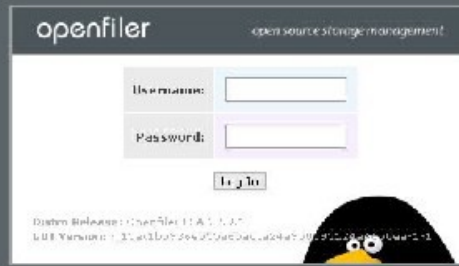 openfiler
open source storage management
Username:
Password:
Log In
Distro Release:
GUI Version: